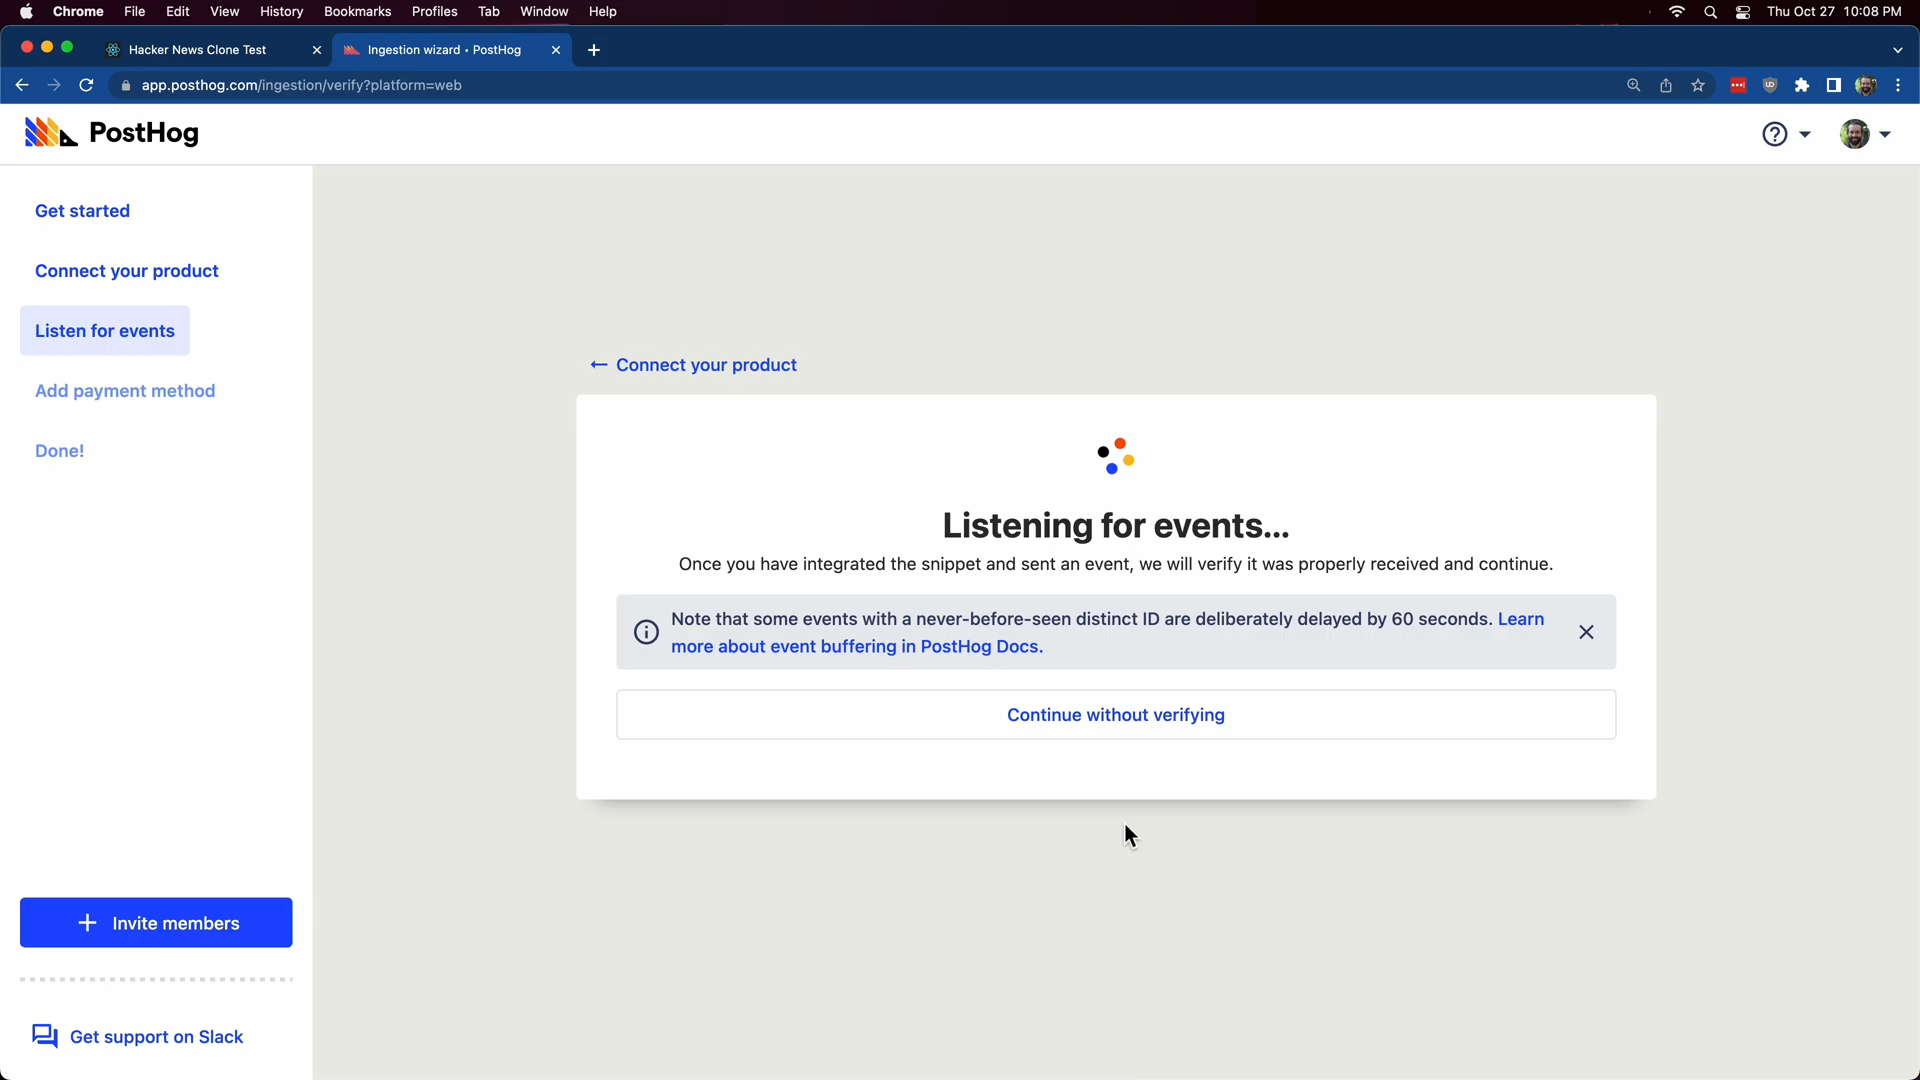 Chrome File Edit View History Bookmarks Profiles Tab Window Help Thu Oct 27 10:08 PM
Hacker News Clone Test Ingestion wizard • PostHog
app.posthog.com/ingestion/verify?platform=web
PostHog
Get started
Connect your product
Listen for events
Add payment method
Done!
Invite members
Get support on Slack
← Connect your product
Listening for events...
Once you have integrated the snippet and sent an event, we will verify it was properly received and continue.
Note that some events with a never-before-seen distinct ID are deliberately delayed by 60 seconds. Learn
more about event buffering in PostHog Docs.
Continue without verifying